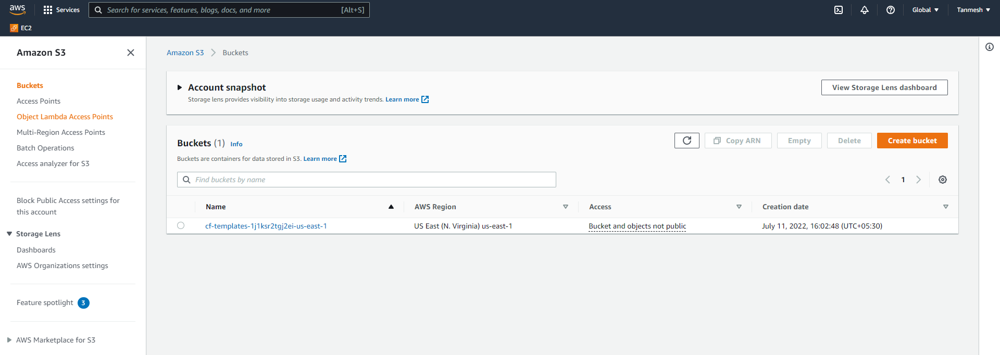 aws
Services
Search for services, features, blogs, docs, and more
[Alt+S]
Global
Tanmesh
EC2
Amazon S3
Buckets
Access Points
Object Lambda Access Points
Multi-Region Access Points
Batch Operations
Access analyzer for S3
Block Public Access settings for
this account
Storage Lens
Dashboards
AWS Organizations settings
Feature spotlight 3
AWS Marketplace for S3
Amazon S3 Buckets
Account snapshot
Storage lens provides visibility into storage usage and activity trends. Learn more
View Storage Lens dashboard
Buckets (1) Info
Buckets are containers for data stored in S3. Learn more
Copy ARN
Empty
Delete
Create bucket
Find buckets by name
1
Name AWS Region Access Creation date
cf-templates-1j1ksr2tgj2ei-us-east-1 US East (N. Virginia) us-east-1 Bucket and objects not public July 11, 2022, 16:02:48 (UTC+05:30)